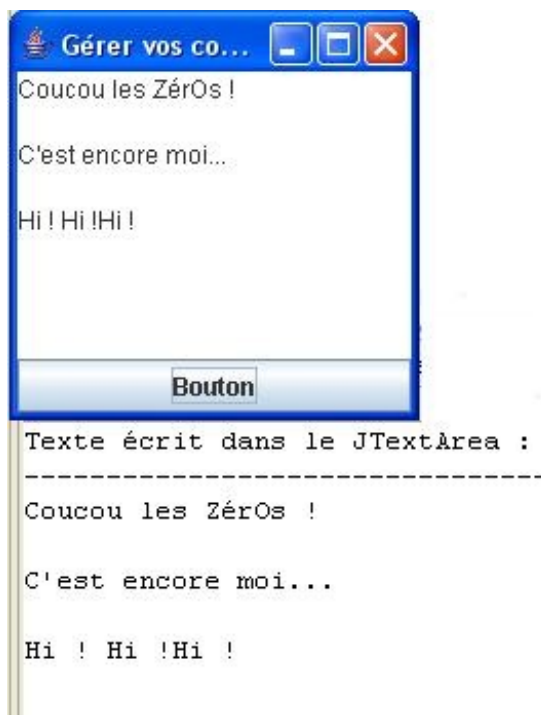 Gérer vos co...
Coucou les ZérOs !
C'est encore moi...
Hi ! Hi !Hi !
Bouton
Texte écrit dans le JTextArea :
--------------------------------
Coucou les ZérOs !
C'est encore moi...
Hi ! Hi !Hi !